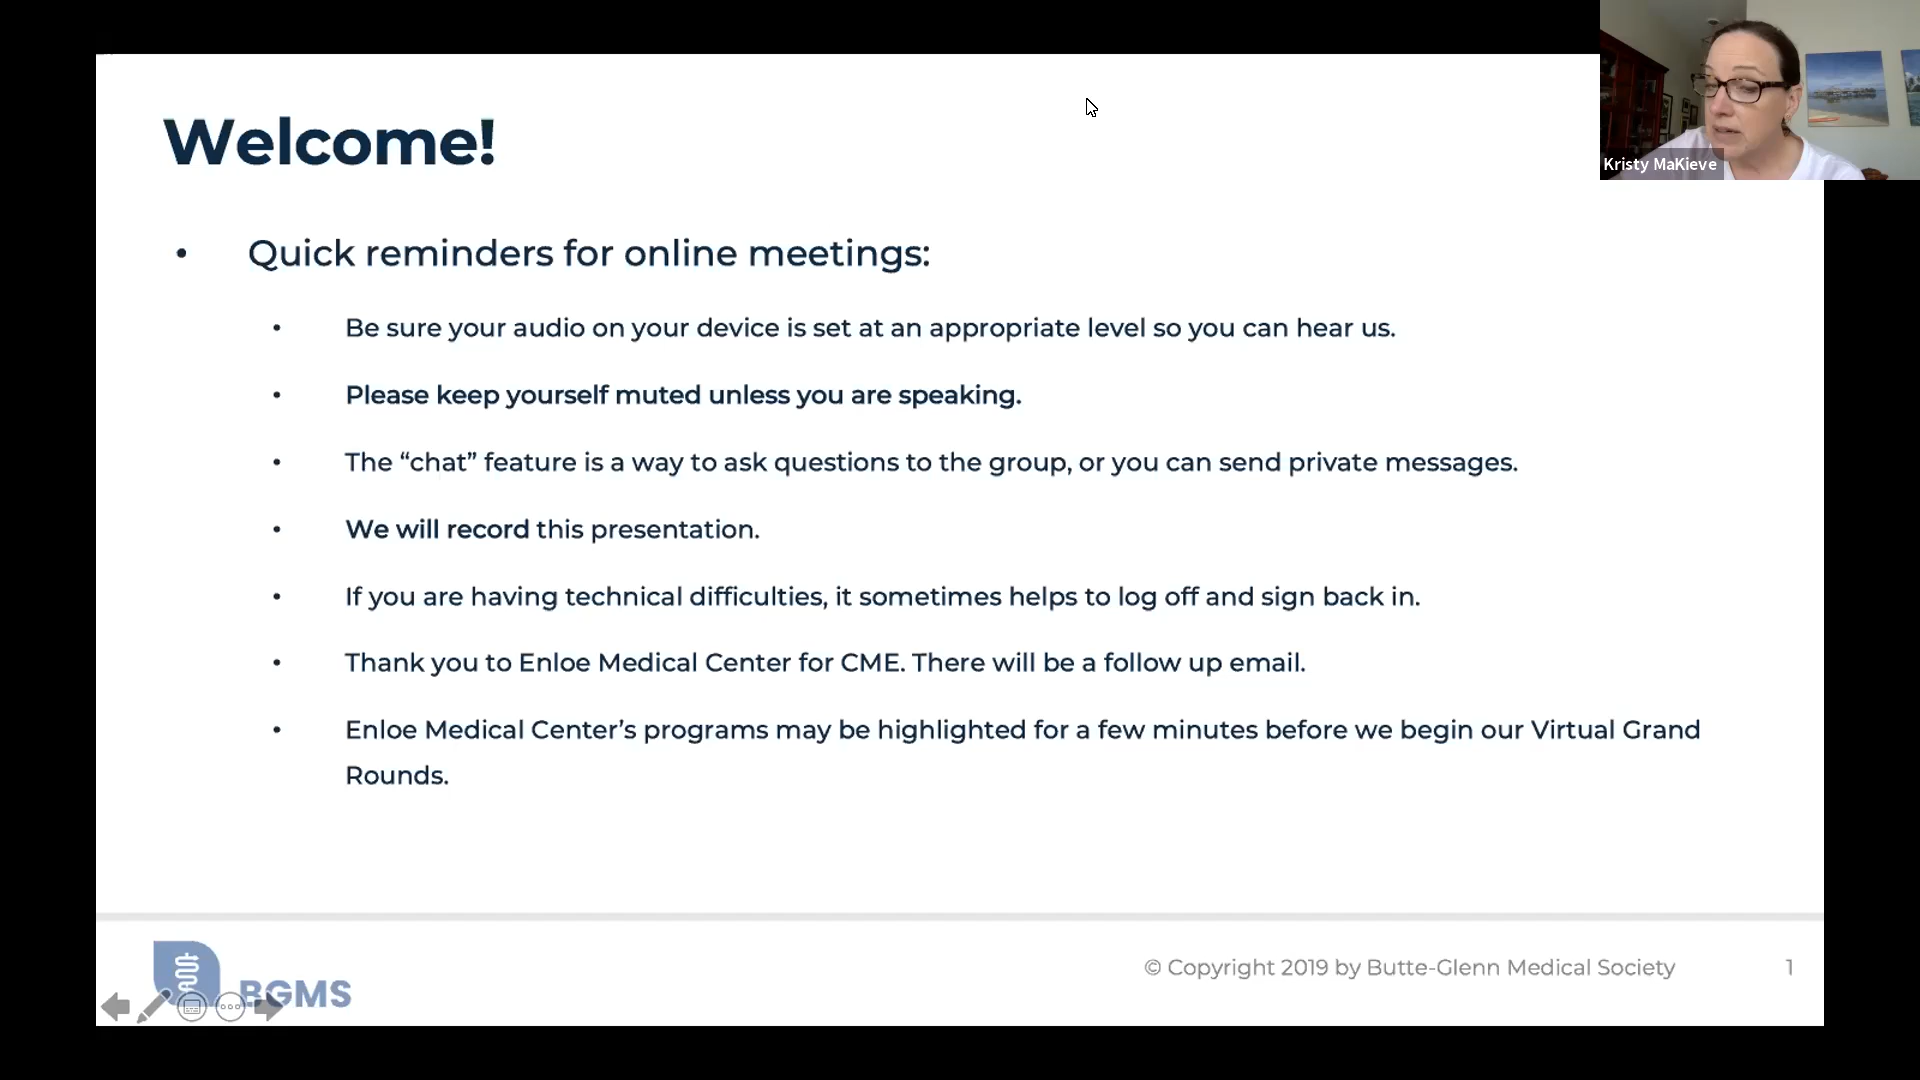 Kristy MaKieve
Welcome!
• Quick reminders for online meetings:
• Be sure your audio on your device is set at an appropriate level so you can hear us.
• Please keep yourself muted unless you are speaking.
• The “chat” feature is a way to ask questions to the group, or you can send private messages.
• We will record this presentation.
• If you are having technical difficulties, it sometimes helps to log off and sign back in.
• Thank you to Enloe Medical Center for CME. There will be a follow up email.
• Enloe Medical Center’s programs may be highlighted for a few minutes before we begin our Virtual Grand
Rounds.
BGMS
© Copyright 2019 by Butte-Glenn Medical Society
1